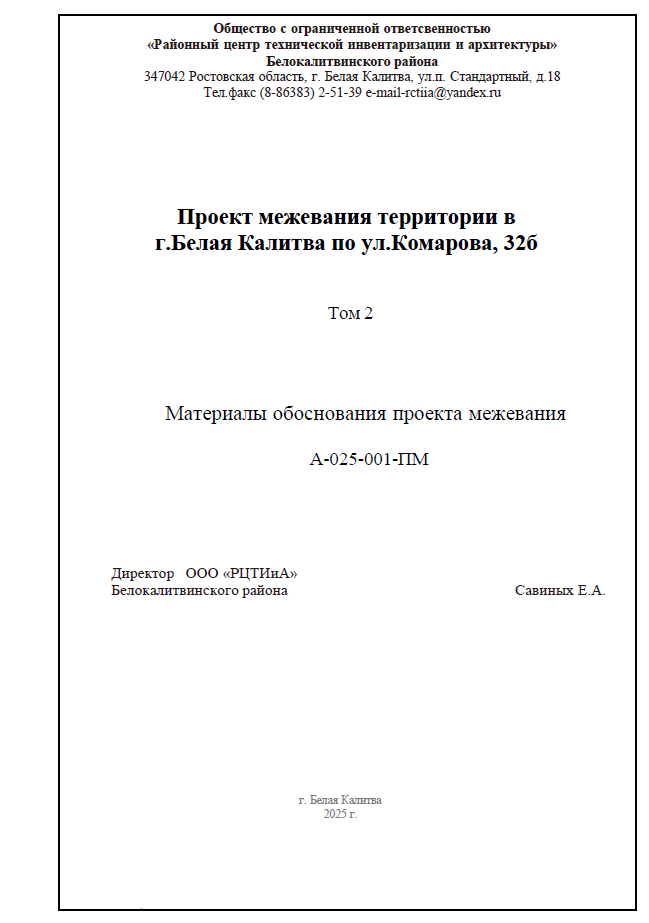 Общество с ограниченной ответсвенностью
«Районный центр технической инвентаризации и архитектуры»
Белокалитвинского района
347042 Ростовская область, г. Белая Калитва, ул.п. Стандартный, д.18
Тел.факс (8-86383) 2-51-39 e-mail-rctiia@yandex.ru
Проект межевания территории в
г.Белая Калитва по ул.Комарова, 32б
Том 2
Материалы обоснования проекта межевания
А-025-001-ПМ
Директор ООО «РЦТИиА»
Белокалитвинского района Савиных Е.А.
г. Белая Калитва
2025 г.